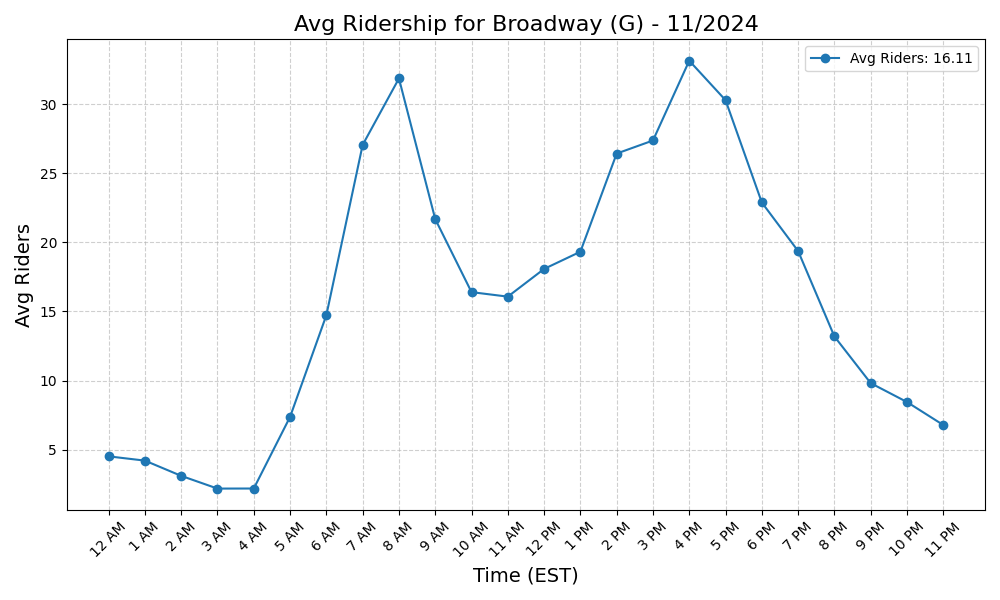 Avg Ridership for Broadway (G) - 11/2024
Avg Riders: 16.11
Avg Riders
30
25
20
15
10
5
12 AM
1 AM
2 AM
3 AM
4 AM
5 AM
6 AM
7 AM
8 AM
9 AM
10 AM
11 AM
12 PM
1 PM
2 PM
3 PM
4 PM
5 PM
6 PM
7 PM
8 PM
9 PM
10 PM
11 PM
Time (EST)